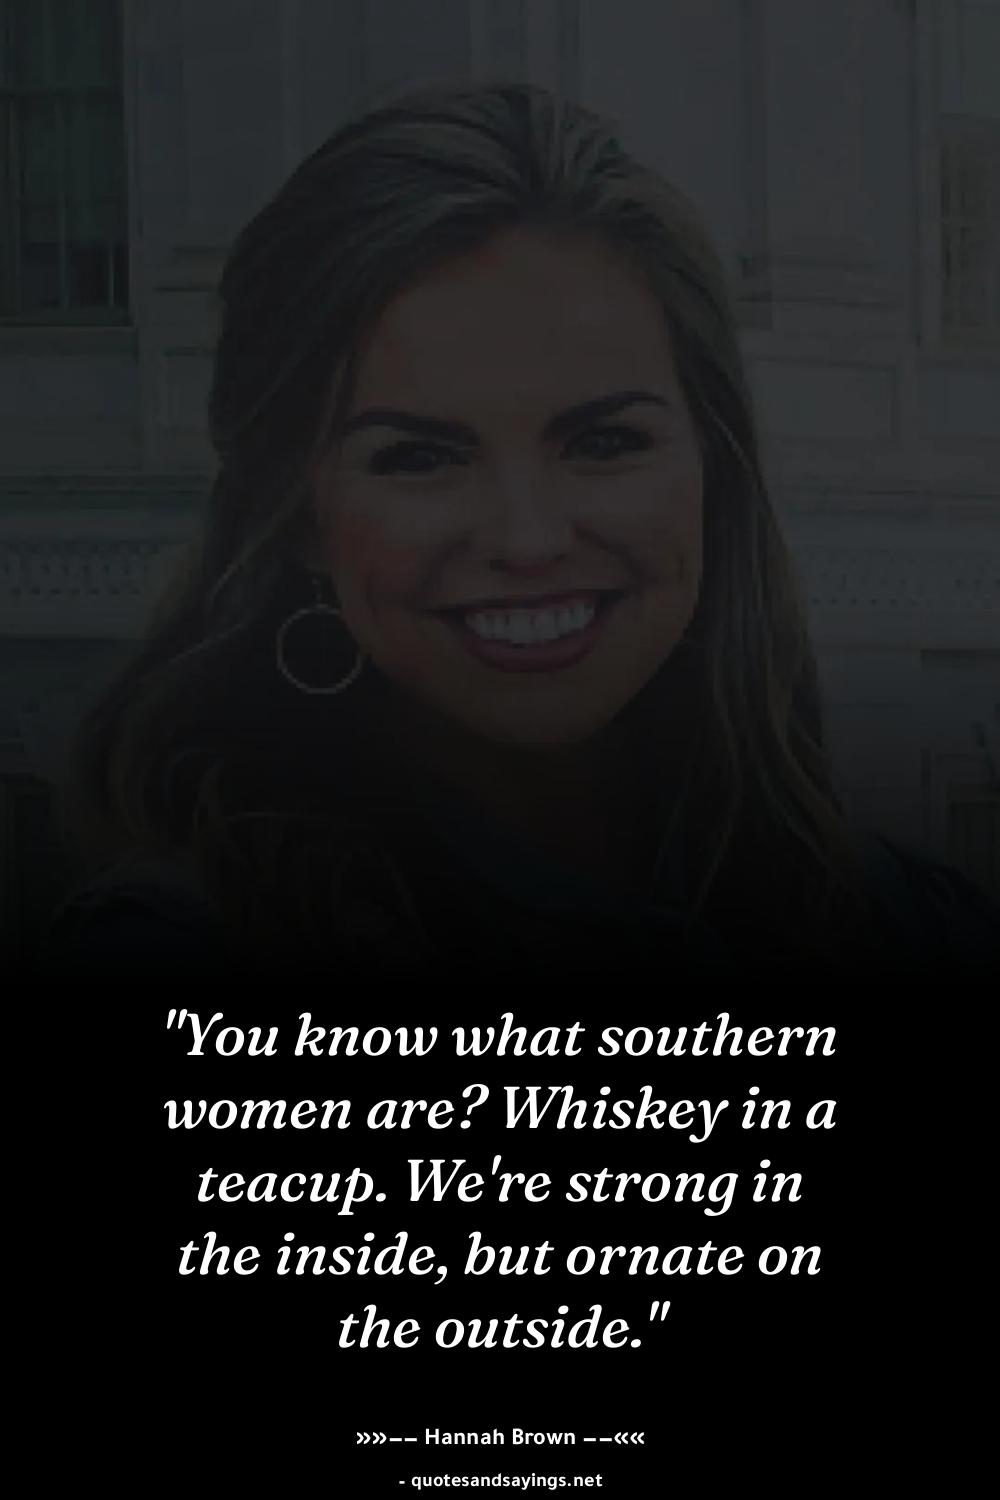 "You know what southern
women are? Whiskey in a
teacup. We're strong in
the inside, but ornate on
the outside."
»»–– Hannah Brown ––««
- quotesandsayings.net